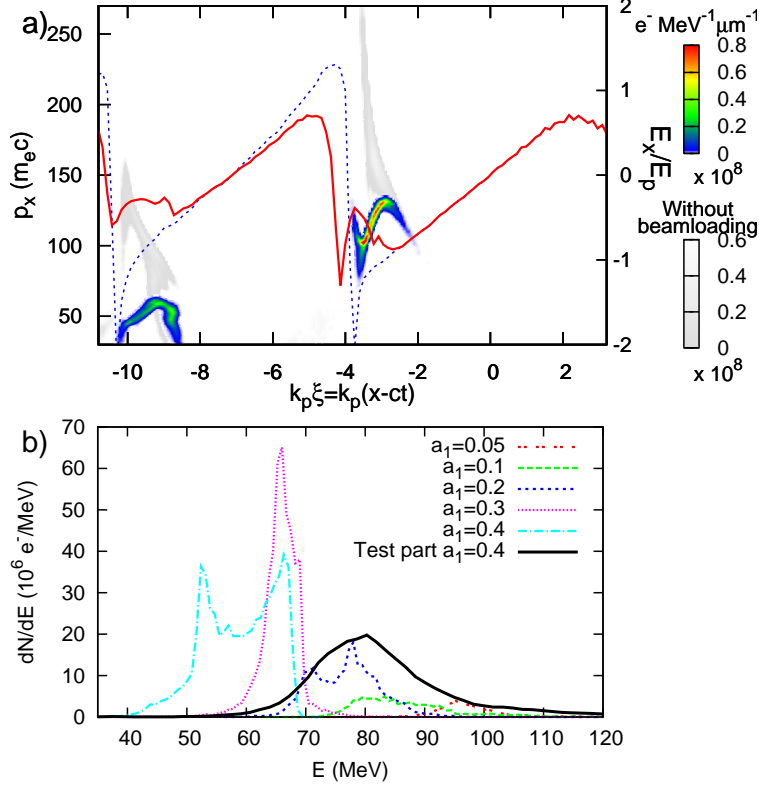 a)
250
200
150
100
50
p_x (m_e c)
-10 -8 -6 -4 -2 0 2
k_pξ=k_p(x-ct)
2
1
0
-1
-2
E_x/E_p
e⁻ MeV⁻¹μm⁻¹
0.8
0.6
0.4
0.2
0
x 10⁸
Without
beamloading
0.6
0.4
0.2
0
x 10⁸
b)
70
60
50
40
30
20
10
0
dN/dE (10⁶ e⁻/MeV)
a₁=0.05
a₁=0.1
a₁=0.2
a₁=0.3
a₁=0.4
Test part a₁=0.4
40 50 60 70 80 90 100 110 120
E (MeV)